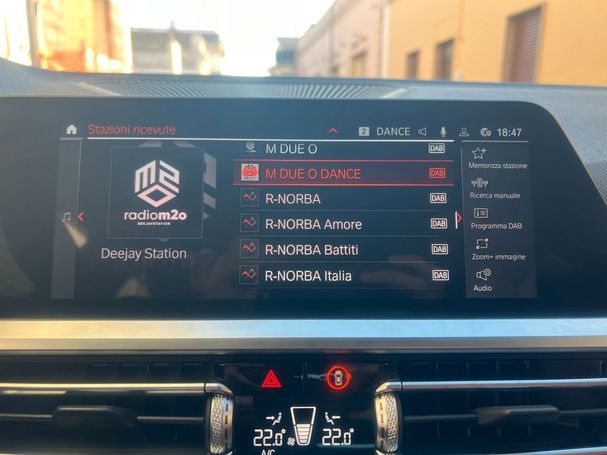 Stazioni ricevute
2 DANCE 18:47
radiom2o
DEEJAYSTATION
Deejay Station
M DUE O DAB
M DUE O DANCE DAB
R-NORBA DAB
R-NORBA Amore DAB
R-NORBA Battiti DAB
R-NORBA Italia DAB
Memorizza stazione
Ricerca manuale
Programma DAB
Zoom+ immagine
Audio
22.0 22.0
A/C